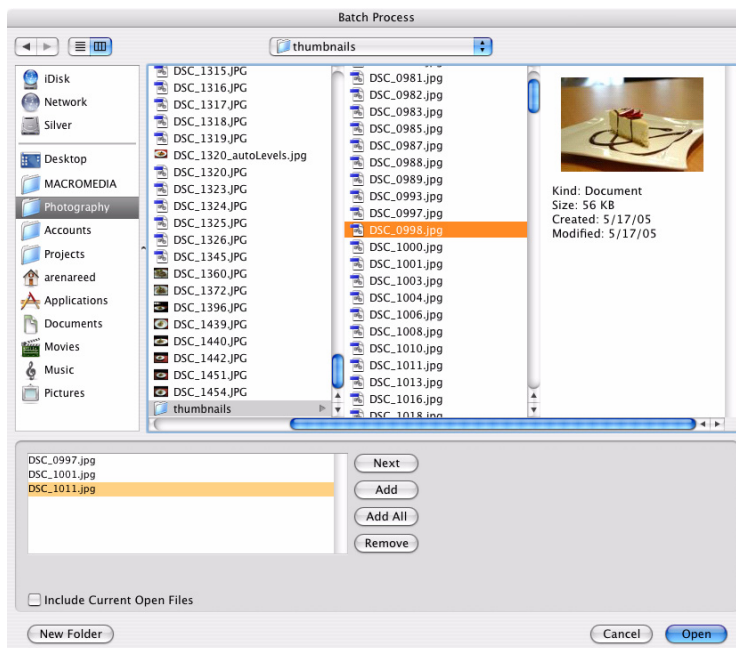 Batch Process
thumbnails
iDisk
Network
Silver
Desktop
MACROMEDIA
Photography
Accounts
Projects
arenareed
Applications
Documents
Movies
Music
Pictures
DSC_1315.JPG
DSC_1316.JPG
DSC_1317.JPG
DSC_1318.JPG
DSC_1319.JPG
DSC_1320_autoLevels.jpg
DSC_1320.JPG
DSC_1323.JPG
DSC_1324.JPG
DSC_1325.JPG
DSC_1326.JPG
DSC_1345.JPG
DSC_1360.JPG
DSC_1372.JPG
DSC_1396.JPG
DSC_1439.JPG
DSC_1440.JPG
DSC_1442.JPG
DSC_1451.JPG
DSC_1454.JPG
thumbnails
DSC_0981.jpg
DSC_0982.jpg
DSC_0983.jpg
DSC_0985.jpg
DSC_0987.jpg
DSC_0988.jpg
DSC_0989.jpg
DSC_0993.jpg
DSC_0997.jpg
DSC_0998.jpg
DSC_1000.jpg
DSC_1001.jpg
DSC_1003.jpg
DSC_1004.jpg
DSC_1006.jpg
DSC_1008.jpg
DSC_1010.jpg
DSC_1011.jpg
DSC_1013.jpg
DSC_1016.jpg
DSC_1018.jpg
Kind: Document
Size: 56 KB
Created: 5/17/05
Modified: 5/17/05
DSC_0997.jpg
DSC_1001.jpg
DSC_1011.jpg
Next
Add
Add All
Remove
Include Current Open Files
New Folder
Cancel
Open